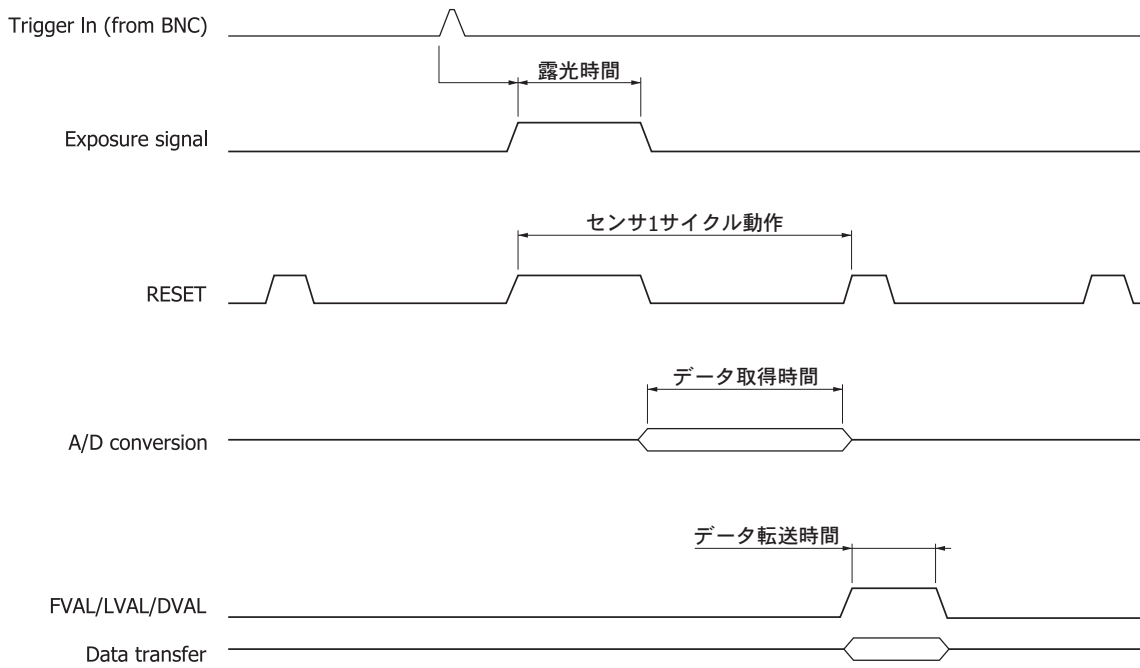 Trigger In (from BNC)
露光時間
Exposure signal
センサ1サイクル動作
RESET
データ取得時間
A/D conversion
データ転送時間
FVAL/LVAL/DVAL
Data transfer